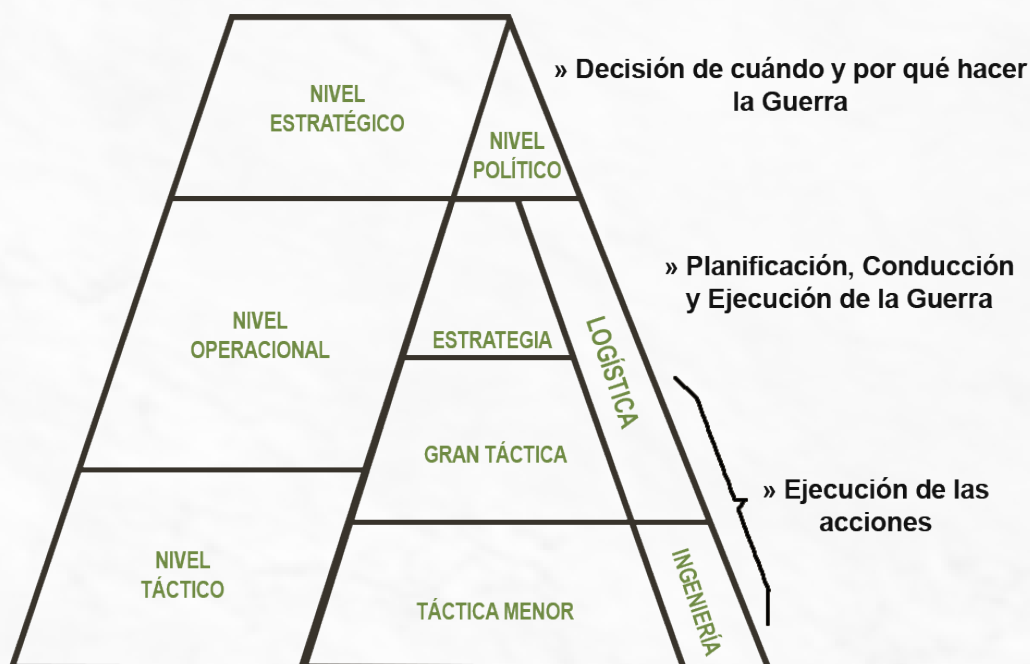 NIVEL
ESTRATÉGICO
NIVEL
POLÍTICO
» Decisión de cuándo y por qué hacer
la Guerra
NIVEL
OPERACIONAL
ESTRATEGIA
LOGÍSTICA
» Planificación, Conducción
y Ejecución de la Guerra
GRAN TÁCTICA
» Ejecución de las
acciones
NIVEL
TÁCTICO
TÁCTICA MENOR
INGENIERÍA